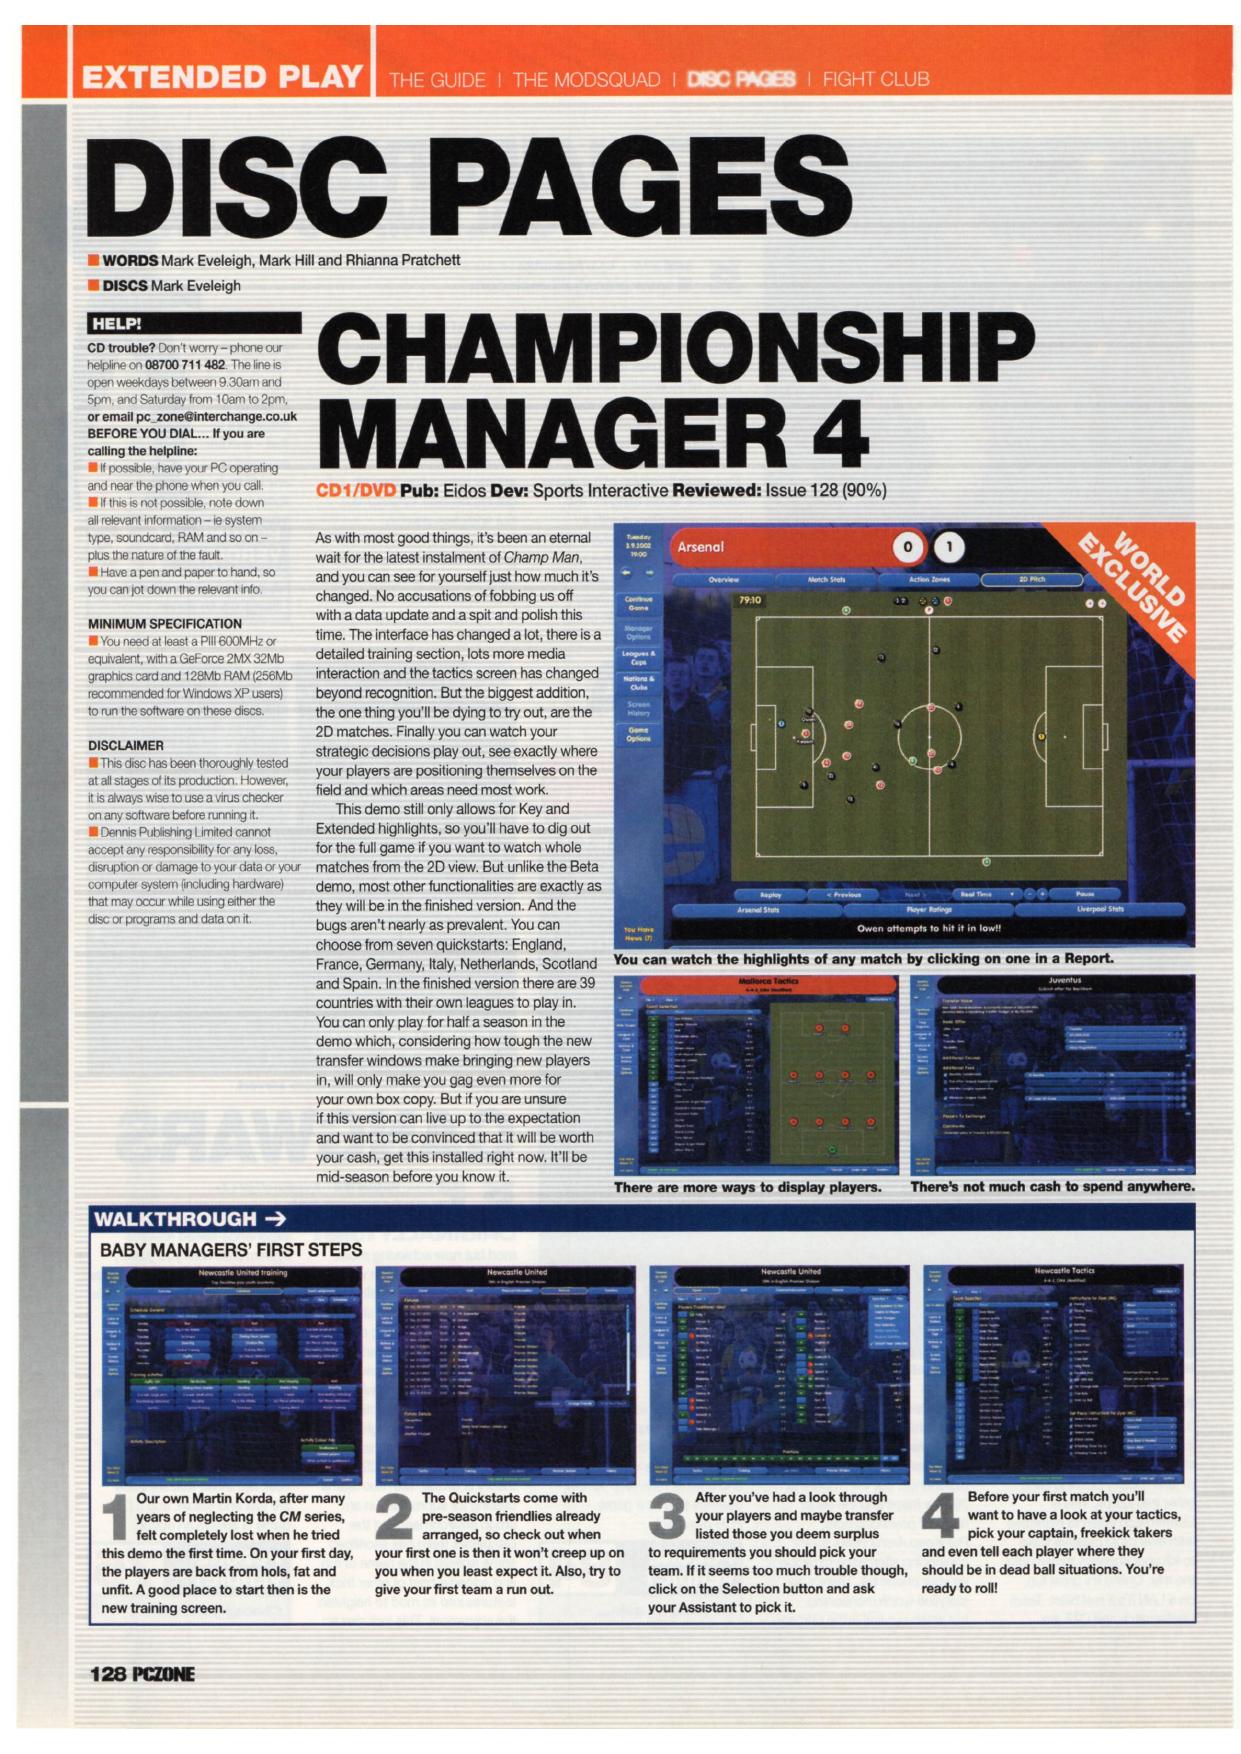 EXTENDED PLAY
THE GUIDE | THE MODSQUAD | DISC PAGES | FIGHT CLUB
DISC PAGES
WORDS Mark Eveleigh, Mark Hill and Rhianna Pratchett
DISCS Mark Eveleigh
HELP!
CD trouble? Don't worry – phone our
helpline on 08700 711 482. The line is
open weekdays between 9.30am and
5pm, and Saturday from 10am to 2pm,
or email pc_zone@interchange.co.uk
BEFORE YOU DIAL... If you are
calling the helpline:
If possible, have your PC operating
and near the phone when you call.
If this is not possible, note down
all relevant information – ie system
type, soundcard, RAM and so on –
plus the nature of the fault.
Have a pen and paper to hand, so
you can jot down the relevant info.
MINIMUM SPECIFICATION
You need at least a PIII 600MHz or
equivalent, with a GeForce 2MX 32Mb
graphics card and 128Mb RAM (256Mb
recommended for Windows XP users)
to run the software on these discs.
DISCLAIMER
This disc has been thoroughly tested
at all stages of its production. However,
it is always wise to use a virus checker
on any software before running it.
Dennis Publishing Limited cannot
accept any responsibility for any loss,
disruption or damage to your data or your
computer system (including hardware)
that may occur while using either the
disc or programs and data on it.
CHAMPIONSHIP
MANAGER 4
CD1/DVD Pub: Eidos Dev: Sports Interactive Reviewed: Issue 128 (90%)
As with most good things, it's been an eternal
wait for the latest instalment of Champ Man,
and you can see for yourself just how much it's
changed. No accusations of fobbing us off
with a data update and a spit and polish this
time. The interface has changed a lot, there is a
detailed training section, lots more media
interaction and the tactics screen has changed
beyond recognition. But the biggest addition,
the one thing you'll be dying to try out, are the
2D matches. Finally you can watch your
strategic decisions play out, see exactly where
your players are positioning themselves on the
field and which areas need most work.
This demo still only allows for Key and
Extended highlights, so you'll have to dig out
for the full game if you want to watch whole
matches from the 2D view. But unlike the Beta
demo, most other functionalities are exactly as
they will be in the finished version. And the
bugs aren't nearly as prevalent. You can
choose from seven quickstarts: England,
France, Germany, Italy, Netherlands, Scotland
and Spain. In the finished version there are 39
countries with their own leagues to play in.
You can only play for half a season in the
demo which, considering how tough the new
transfer windows make bringing new players
in, will only make you gag even more for
your own box copy. But if you are unsure
if this version can live up to the expectation
and want to be convinced that it will be worth
your cash, get this installed right now. It'll be
mid-season before you know it.
WORLD
EXCLUSIVE
Tuesday
3.9.2002
19:00
Arsenal
0 1
Overview
Match Stats
Action Zones
2D Pitch
Continue
Game
Manager
Options
Leagues &
Cups
Nations &
Clubs
Screen
History
Game
Options
79:10
Replay
< Previous
Next >
Real Time
Pause
Arsenal Stats
Player Ratings
Liverpool Stats
You Have
News (7)
Owen attempts to hit it in low!!
You can watch the highlights of any match by clicking on one in a Report.
Mallorca Tactics
There are more ways to display players.
Juventus
There's not much cash to spend anywhere.
WALKTHROUGH →
BABY MANAGERS' FIRST STEPS
Newcastle United training
Newcastle United
Newcastle United
Newcastle Tactics
1 Our own Martin Korda, after many
years of neglecting the CM series,
felt completely lost when he tried
this demo the first time. On your first day,
the players are back from hols, fat and
unfit. A good place to start then is the
new training screen.
2 The Quickstarts come with
pre-season friendlies already
arranged, so check out when
your first one is then it won't creep up on
you when you least expect it. Also, try to
give your first team a run out.
3 After you've had a look through
your players and maybe transfer
listed those you deem surplus
to requirements you should pick your
team. If it seems too much trouble though,
click on the Selection button and ask
your Assistant to pick it.
4 Before your first match you'll
want to have a look at your tactics,
pick your captain, freekick takers
and even tell each player where they
should be in dead ball situations. You're
ready to roll!
128 PCZONE